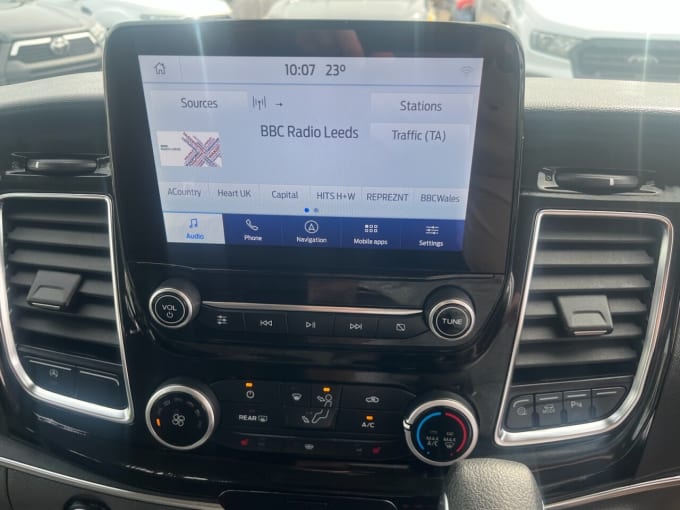 10:07 23°
Sources
Stations
BBC Radio Leeds
Traffic (TA)
ACountry Heart UK Capital HITS H+W REPREZNT BBCWales
Audio Phone Navigation Mobile apps Settings
VOL
TUNE
REAR
A/C
MAX A/C
MAX